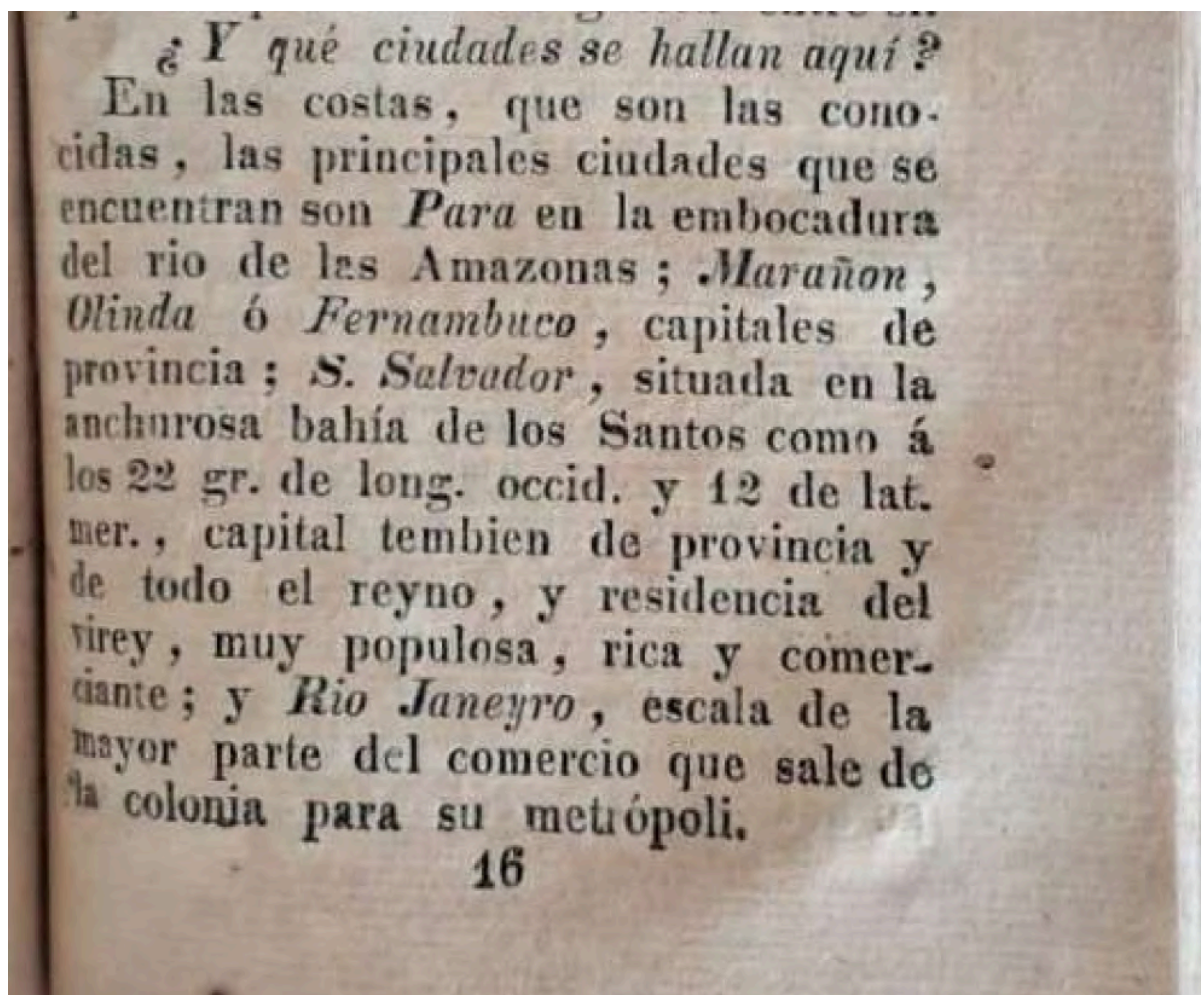 ¿ Y qué ciudades se hallan aquí ?
En las costas, que son las cono-
cidas, las principales ciudades que se
encuentran son Para en la embocadura
del rio de las Amazonas ; Marañon,
Olinda ó Fernambuco, capitales de
provincia ; S. Salvador, situada en la
anchurosa bahía de los Santos como á
los 22 gr. de long. occid. y 12 de lat.
mer., capital tembien de provincia y
de todo el reyno, y residencia del
virey, muy populosa, rica y comer-
ciante ; y Rio Janeyro, escala de la
mayor parte del comercio que sale de
la colonia para su metrópoli.
16